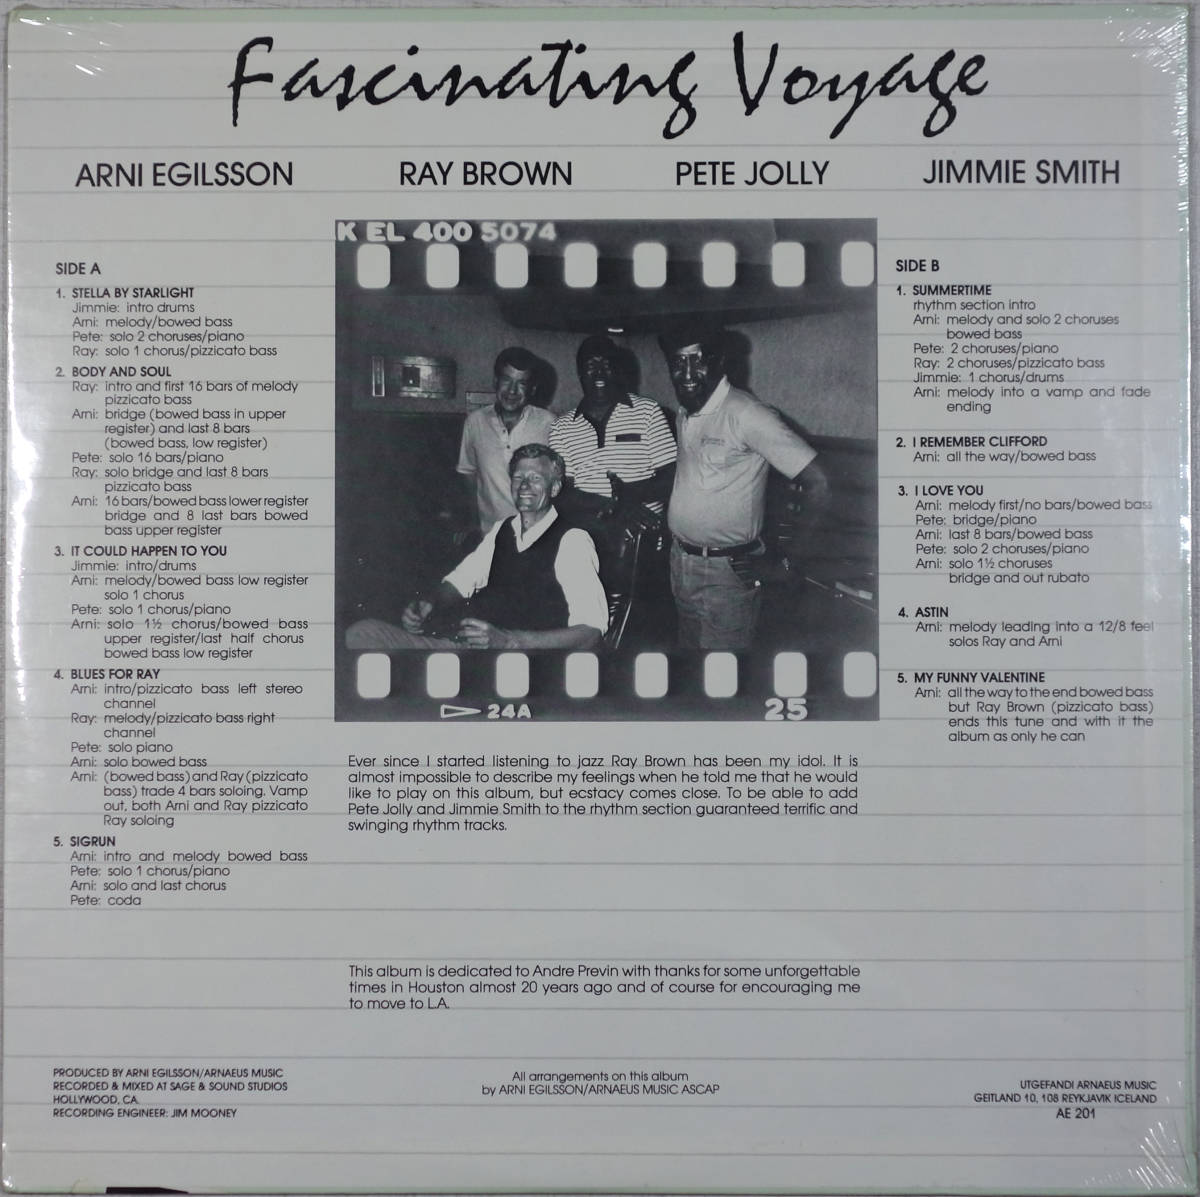 Fascinating Voyage
ARNI EGILSSON RAY BROWN PETE JOLLY JIMMIE SMITH
SIDE A
1. STELLA BY STARLIGHT
Jimmie: intro drums
Arni: melody/bowed bass
Pete: solo 2 choruses/piano
Ray: solo 1 chorus/pizzicato bass
2. BODY AND SOUL
Ray: intro and first 16 bars of melody
pizzicato bass
Arni: bridge (bowed bass in upper
register) and last 8 bars
(bowed bass, low register)
Pete: solo 16 bars/piano
Ray: solo bridge and last 8 bars
pizzicato bass
Arni: 16 bars/bowed bass lower register
bridge and 8 last bars bowed
bass upper register
3. IT COULD HAPPEN TO YOU
Jimmie: intro/drums
Arni: melody/bowed bass low register
solo 1 chorus
Pete: solo 1 chorus/piano
Arni: solo 1½ chorus/bowed bass
upper register/last half chorus
bowed bass low register
4. BLUES FOR RAY
Arni: intro/pizzicato bass left stereo
channel
Ray: melody/pizzicato bass right
channel
Pete: solo piano
Arni: solo bowed bass
Arni: (bowed bass) and Ray (pizzicato
bass) trade 4 bars soloing. Vamp
out, both Arni and Ray pizzicato
Ray soloing
5. SIGRUN
Arni: intro and melody bowed bass
Pete: solo 1 chorus/piano
Arni: solo and last chorus
Pete: coda
K EL 400 5074
24A 25
Ever since I started listening to jazz Ray Brown has been my idol. It is
almost impossible to describe my feelings when he told me that he would
like to play on this album, but ecstacy comes close. To be able to add
Pete Jolly and Jimmie Smith to the rhythm section guaranteed terrific and
swinging rhythm tracks.
This album is dedicated to Andre Previn with thanks for some unforgettable
times in Houston almost 20 years ago and of course for encouraging me
to move to L.A.
SIDE B
1. SUMMERTIME
rhythm section intro
Arni: melody and solo 2 choruses
bowed bass
Pete: 2 choruses/piano
Ray: 2 choruses/pizzicato bass
Jimmie: 1 chorus/drums
Arni: melody into a vamp and fade
ending
2. I REMEMBER CLIFFORD
Arni: all the way/bowed bass
3. I LOVE YOU
Arni: melody first/no bars/bowed bass
Pete: bridge/piano
Arni: last 8 bars/bowed bass
Pete: solo 2 choruses/piano
Arni: solo 1½ choruses
bridge and out rubato
4. ASTIN
Arni: melody leading into a 12/8 feel
solos Ray and Arni
5. MY FUNNY VALENTINE
Arni: all the way to the end bowed bass
but Ray Brown (pizzicato bass)
ends this tune and with it the
album as only he can
PRODUCED BY ARNI EGILSSON/ARNAEUS MUSIC
RECORDED & MIXED AT SAGE & SOUND STUDIOS
HOLLYWOOD, CA.
RECORDING ENGINEER: JIM MOONEY
All arrangements on this album
by ARNI EGILSSON/ARNAEUS MUSIC ASCAP
UTGEFANDI ARNAEUS MUSIC
GEITLAND 10, 108 REYKJAVIK ICELAND
AE 201